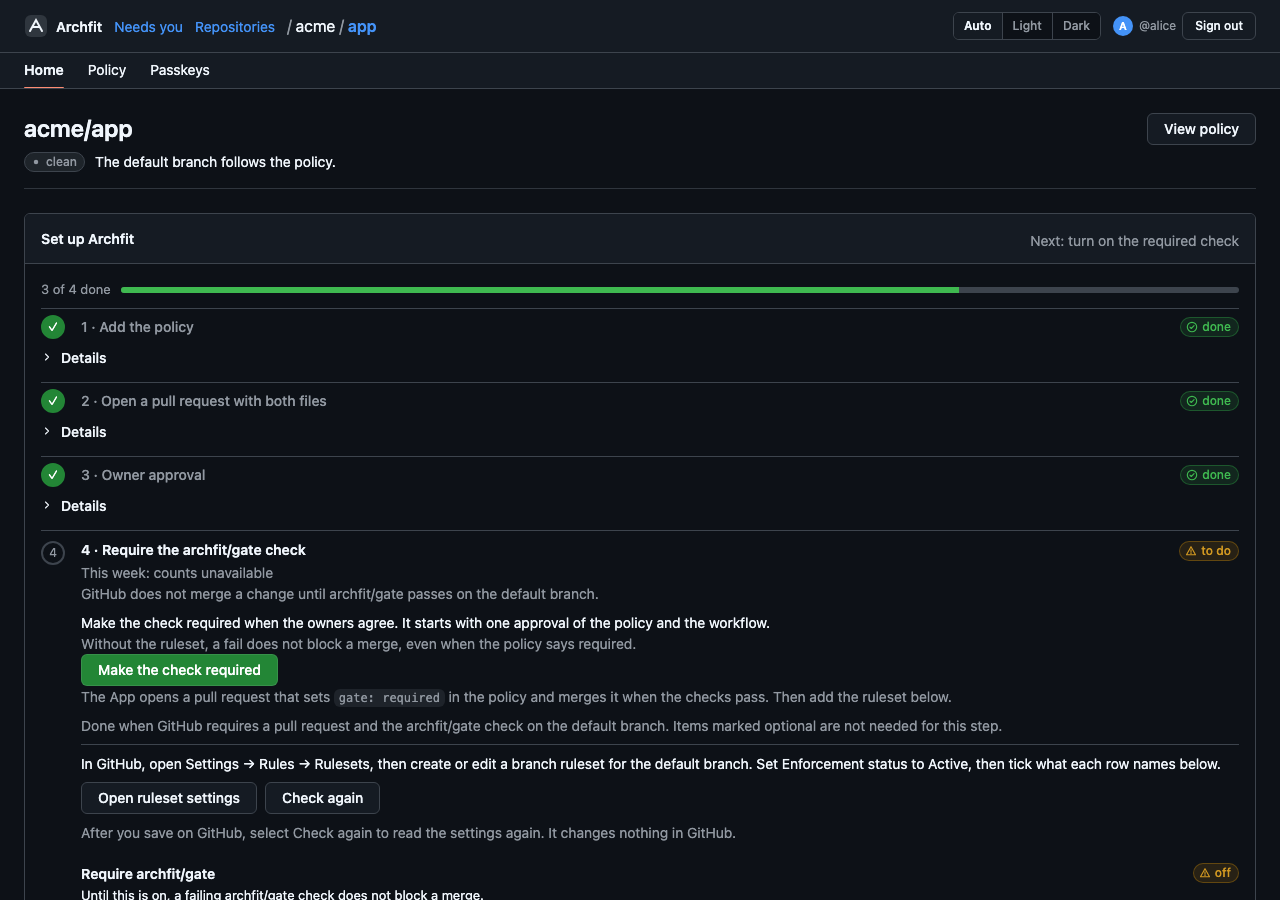 Archfit Needs you Repositories / acme / app Auto Light Dark A @alice Sign out
Home Policy Passkeys
acme/app View policy
clean The default branch follows the policy.
Set up Archfit Next: turn on the required check
3 of 4 done
1 · Add the policy done
Details
2 · Open a pull request with both files done
Details
3 · Owner approval done
Details
4 4 · Require the archfit/gate check to do
This week: counts unavailable
GitHub does not merge a change until archfit/gate passes on the default branch.
Make the check required when the owners agree. It starts with one approval of the policy and the workflow.
Without the ruleset, a fail does not block a merge, even when the policy says required.
Make the check required
The App opens a pull request that sets gate: required in the policy and merges it when the checks pass. Then add the ruleset below.
Done when GitHub requires a pull request and the archfit/gate check on the default branch. Items marked optional are not needed for this step.
In GitHub, open Settings → Rules → Rulesets, then create or edit a branch ruleset for the default branch. Set Enforcement status to Active, then tick what each row names below.
Open ruleset settings Check again
After you save on GitHub, select Check again to read the settings again. It changes nothing in GitHub.
Require archfit/gate off
Until this is on, a failing archfit/gate check does not block a merge.